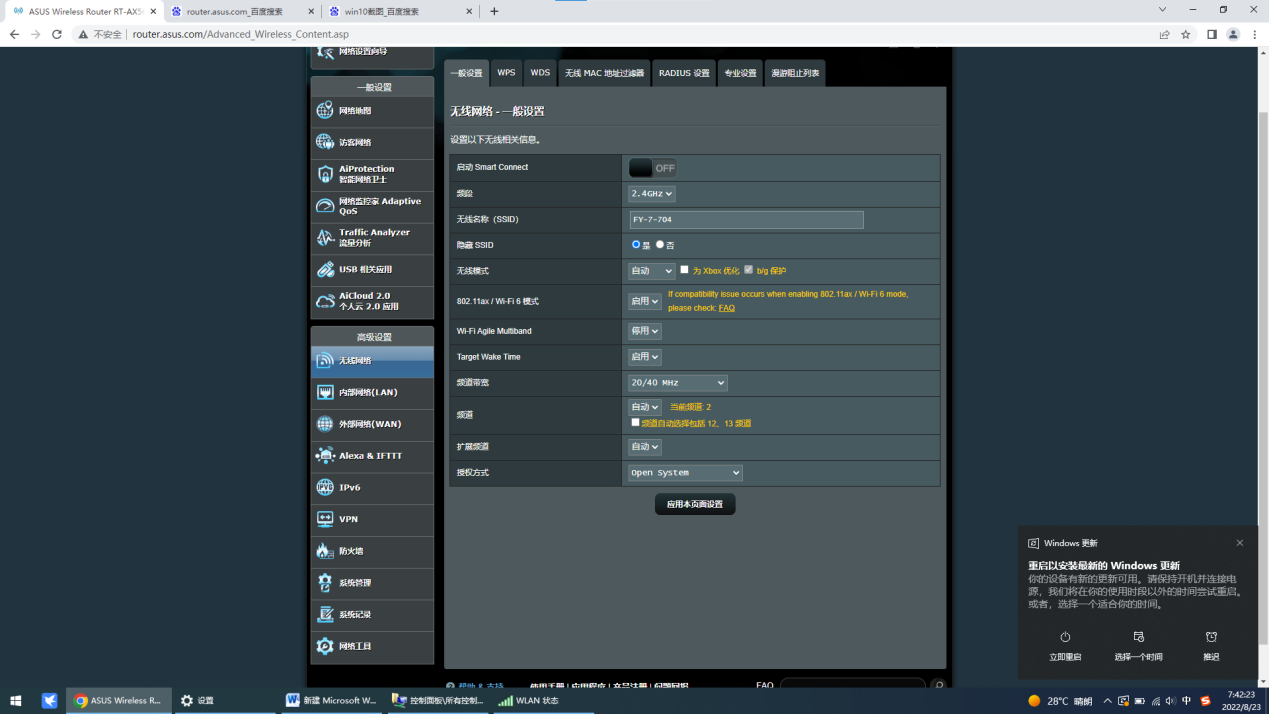 ASUS Wireless Router RT-AX5
router.asus.com_百度搜索
win10截图_百度搜索
不安全
router.asus.com/Advanced_Wireless_Content.asp
网络设置向导
一般设置
网络地图
访客网络
AiProtection
智能网络卫士
网络监控家 Adaptive
QoS
Traffic Analyzer
流量分析
USB 相关应用
AiCloud 2.0
个人云 2.0 应用
高级设置
无线网络
内部网络(LAN)
外部网络(WAN)
Alexa & IFTTT
IPv6
VPN
防火墙
系统管理
系统记录
网络工具
一般设置 WPS WDS 无线 MAC 地址过滤器 RADIUS 设置 专业设置 漫游阻止列表
无线网络 - 一般设置
设置以下无线相关信息。
启动 Smart Connect OFF
频段 2.4GHz
无线名称（SSID） FY-7-704
隐藏 SSID 是 否
无线模式 自动 为 Xbox 优化 b/g 保护
802.11ax / Wi-Fi 6 模式 启用 If compatibility issue occurs when enabling 802.11ax / Wi-Fi 6 mode,
please check: FAQ
Wi-Fi Agile Multiband 停用
Target Wake Time 启用
频道带宽 20/40 MHz
频道 自动 当前频道: 2
频道自动选择包括 12，13 频道
扩展频道 自动
授权方式 Open System
应用本页面设置
帮助 & 支持 使用手册 | 应用程序 | 产品注册 | 问题回报 FAQ
Windows 更新
重启以安装最新的 Windows 更新
你的设备有新的更新可用。请保持开机并连接电
源，我们将在你的使用时段以外的时间尝试重启。
或者，选择一个适合你的时间。
立即重启 选择一个时间 推迟
ASUS Wireless R...
设置
新建 Microsoft W...
控制面板\所有控制...
WLAN 状态
28°C 晴朗
中
7:42:23
2022/8/23